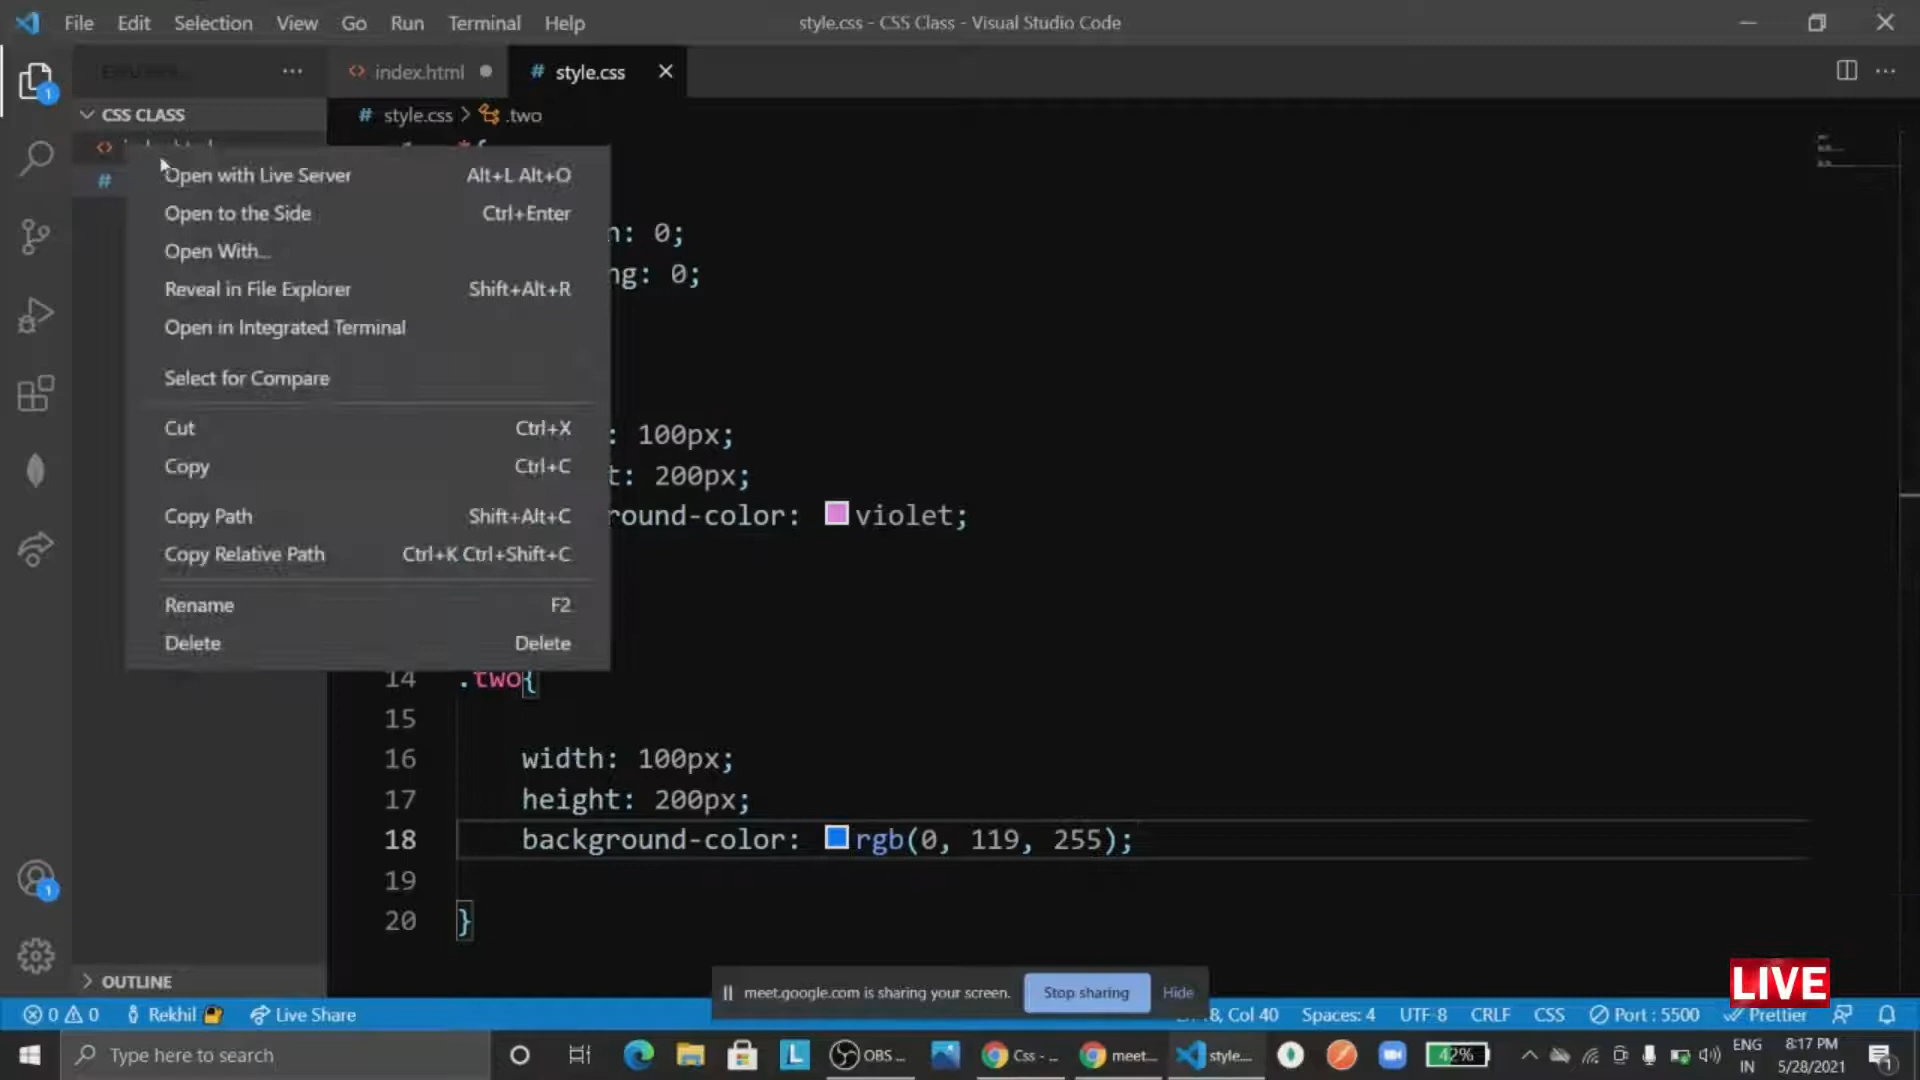 File Edit Selection View Go Run Terminal Help
style.css - CSS Class - Visual Studio Code
index.html
style.css
CSS CLASS
style.css > .two
Open with Live Server Alt+L Alt+O
Open to the Side Ctrl+Enter
Open With...
Reveal in File Explorer Shift+Alt+R
Open in Integrated Terminal
Select for Compare
Cut Ctrl+X
Copy Ctrl+C
Copy Path Shift+Alt+C
Copy Relative Path Ctrl+K Ctrl+Shift+C
Rename F2
Delete Delete
n: 0;
ng: 0;
: 100px;
t: 200px;
round-color: violet;
14 .two{
15
16 width: 100px;
17 height: 200px;
18 background-color: rgb(0, 119, 255);
19
20 }
OUTLINE
meet.google.com is sharing your screen. Stop sharing Hide
LIVE
0 0 Rekhil Live Share
8, Col 40 Spaces: 4 UTF-8 CRLF CSS Port : 5500 Prettier
Type here to search
OBS ...
Css - ...
meet...
style...
42%
ENG
IN
8:17 PM
5/28/2021